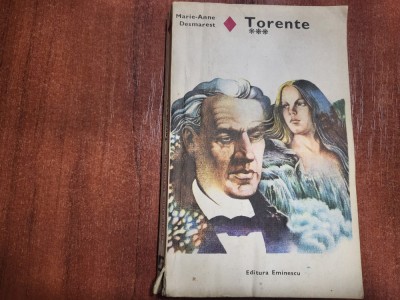 Marie-Anne
Desmarest
Torente
***
Editura Eminescu